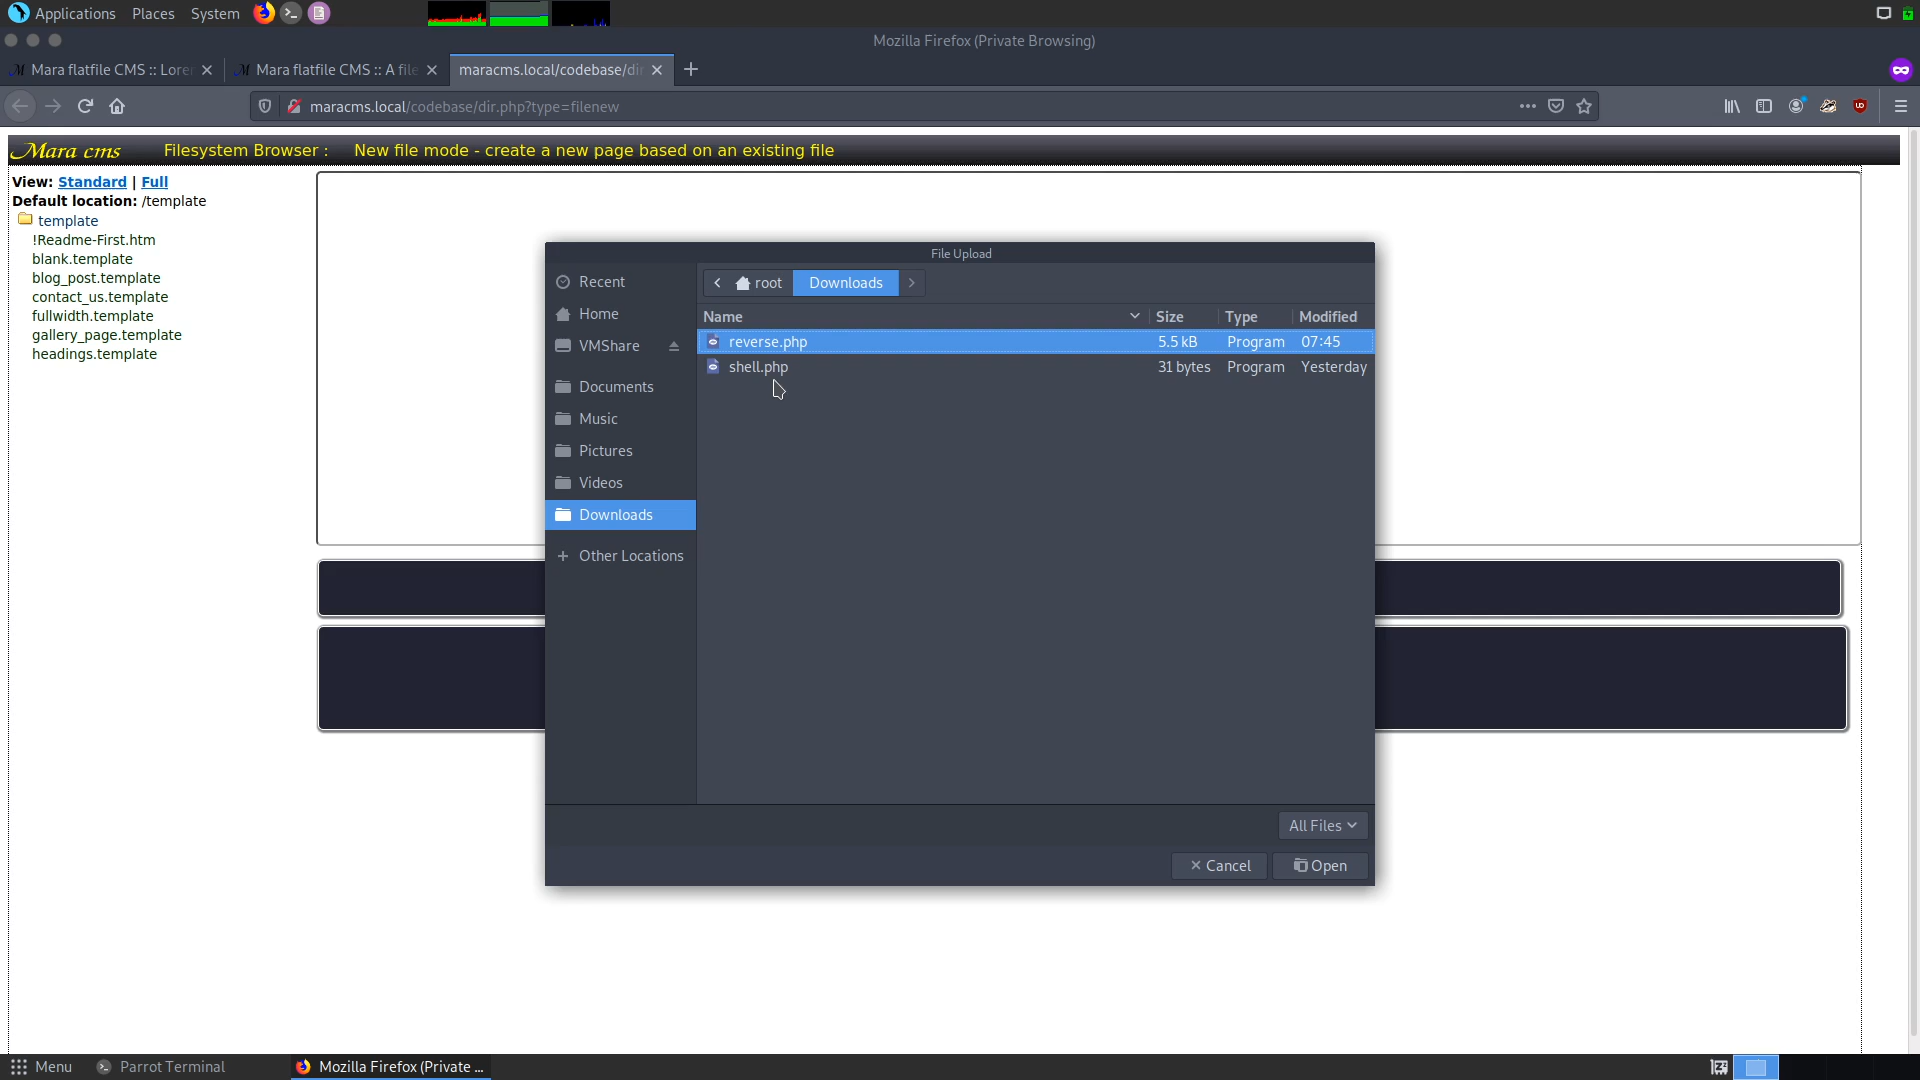 Applications Places System
Mozilla Firefox (Private Browsing)
Mara flatfile CMS :: Lore
Mara flatfile CMS :: A file
maracms.local/codebase/di
maracms.local/codebase/dir.php?type=filenew
Mara cms Filesystem Browser : New file mode - create a new page based on an existing file
View: Standard | Full
Default location: /template
template
!Readme-First.htm
blank.template
blog_post.template
contact_us.template
fullwidth.template
gallery_page.template
headings.template
File Upload
Recent
Home
VMShare
Documents
Music
Pictures
Videos
Downloads
Other Locations
root Downloads
Name Size Type Modified
reverse.php 5.5 kB Program 07:45
shell.php 31 bytes Program Yesterday
All Files
Cancel Open
Menu Parrot Terminal Mozilla Firefox (Private ...